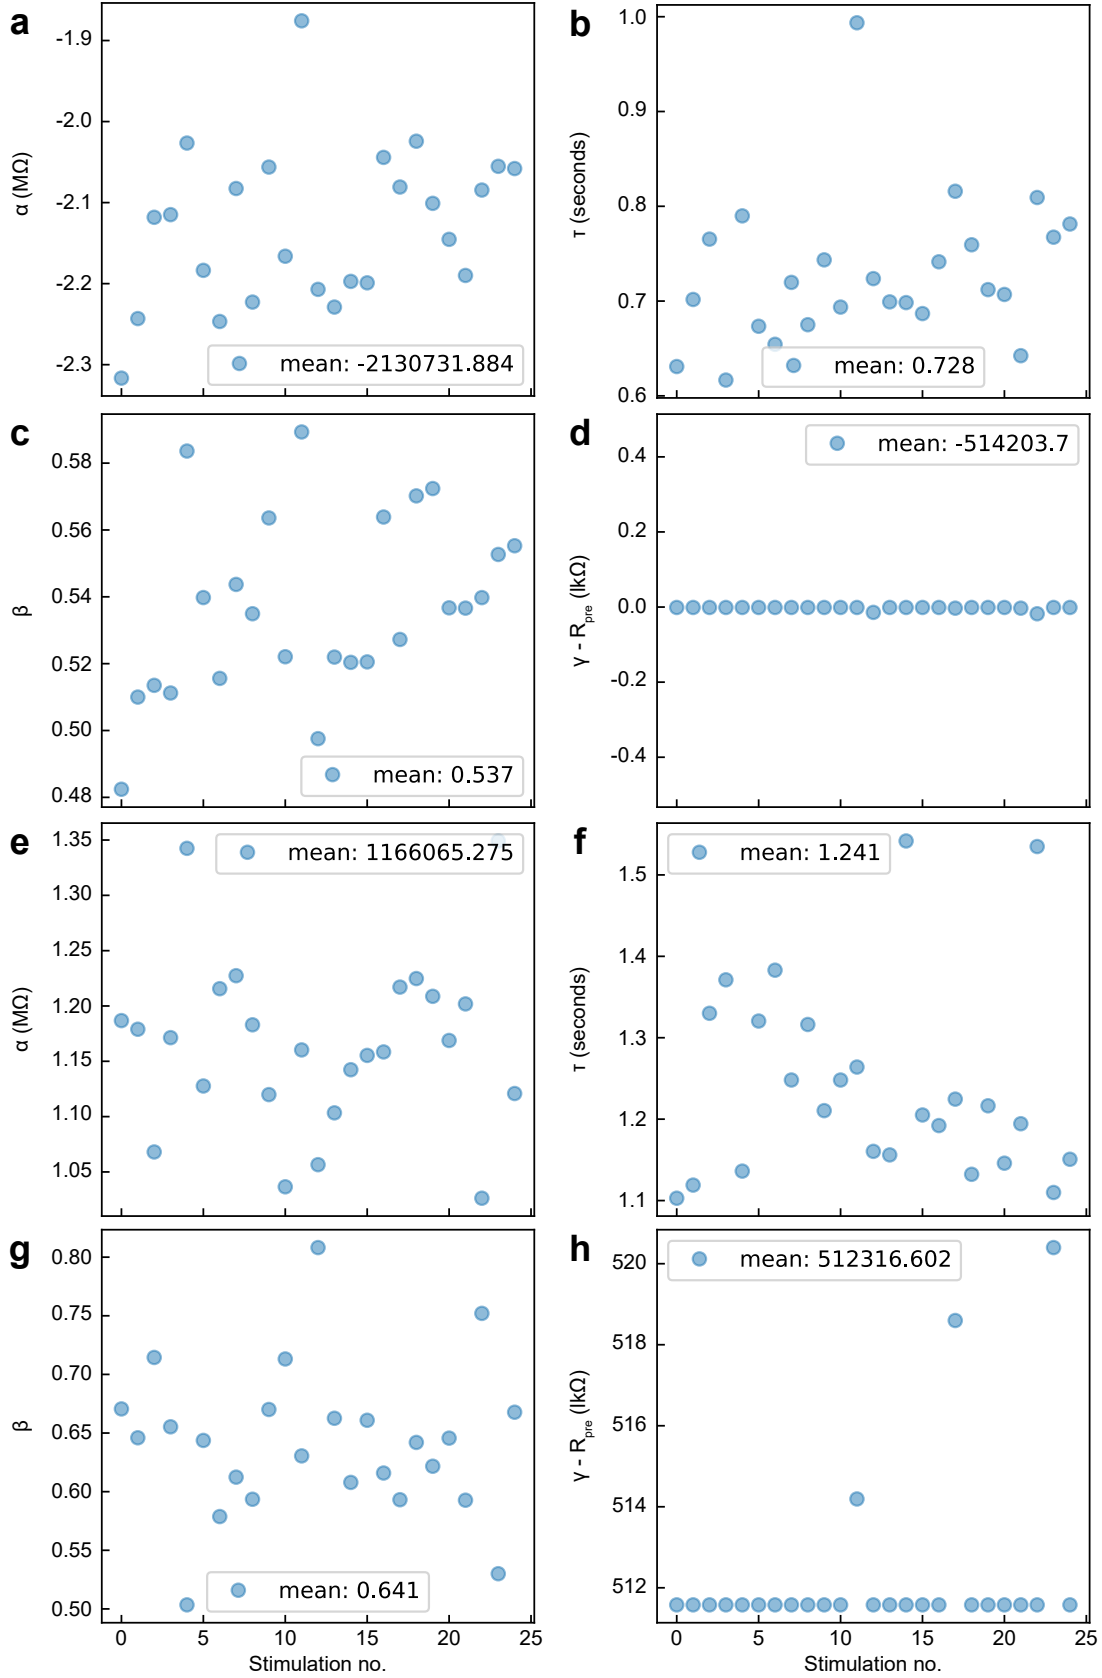 a
α (MΩ)
-1.9
-2.0
-2.1
-2.2
-2.3
mean: -2130731.884
b
τ (seconds)
1.0
0.9
0.8
0.7
0.6
mean: 0.728
c
β
0.58
0.56
0.54
0.52
0.50
0.48
mean: 0.537
d
γ - Rpre (lkΩ)
0.4
0.2
0.0
-0.2
-0.4
mean: -514203.7
e
α (MΩ)
1.35
1.30
1.25
1.20
1.15
1.10
1.05
mean: 1166065.275
f
τ (seconds)
1.5
1.4
1.3
1.2
1.1
mean: 1.241
g
β
0.80
0.75
0.70
0.65
0.60
0.55
0.50
mean: 0.641
0 5 10 15 20 25
Stimulation no.
h
γ - Rpre (lkΩ)
520
518
516
514
512
mean: 512316.602
0 5 10 15 20 25
Stimulation no.